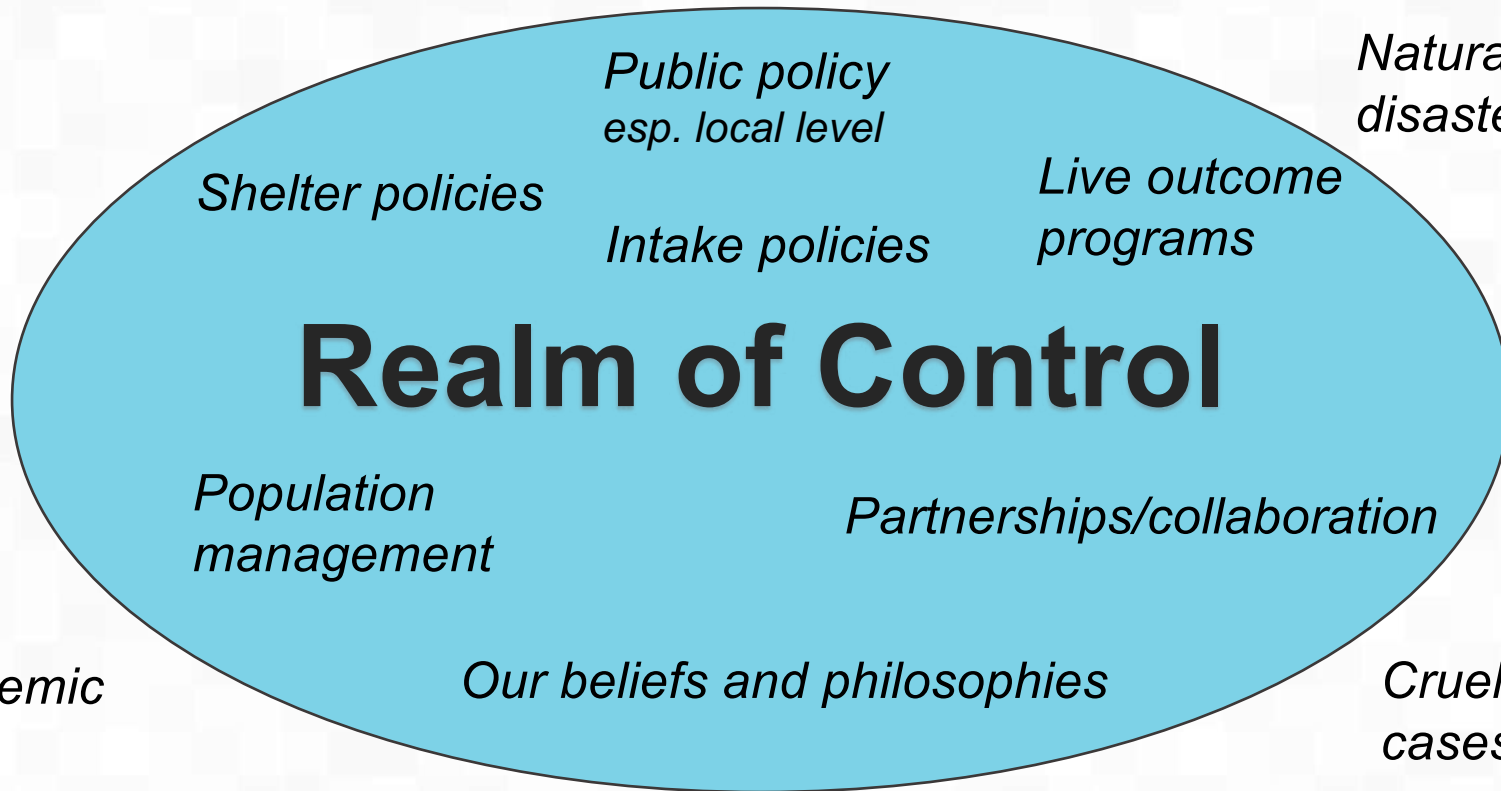 Public policy
esp. local level
Shelter policies
Live outcome
programs
Intake policies
Realm of Control
Population
management
Partnerships/collaboration
Our beliefs and philosophies
cases